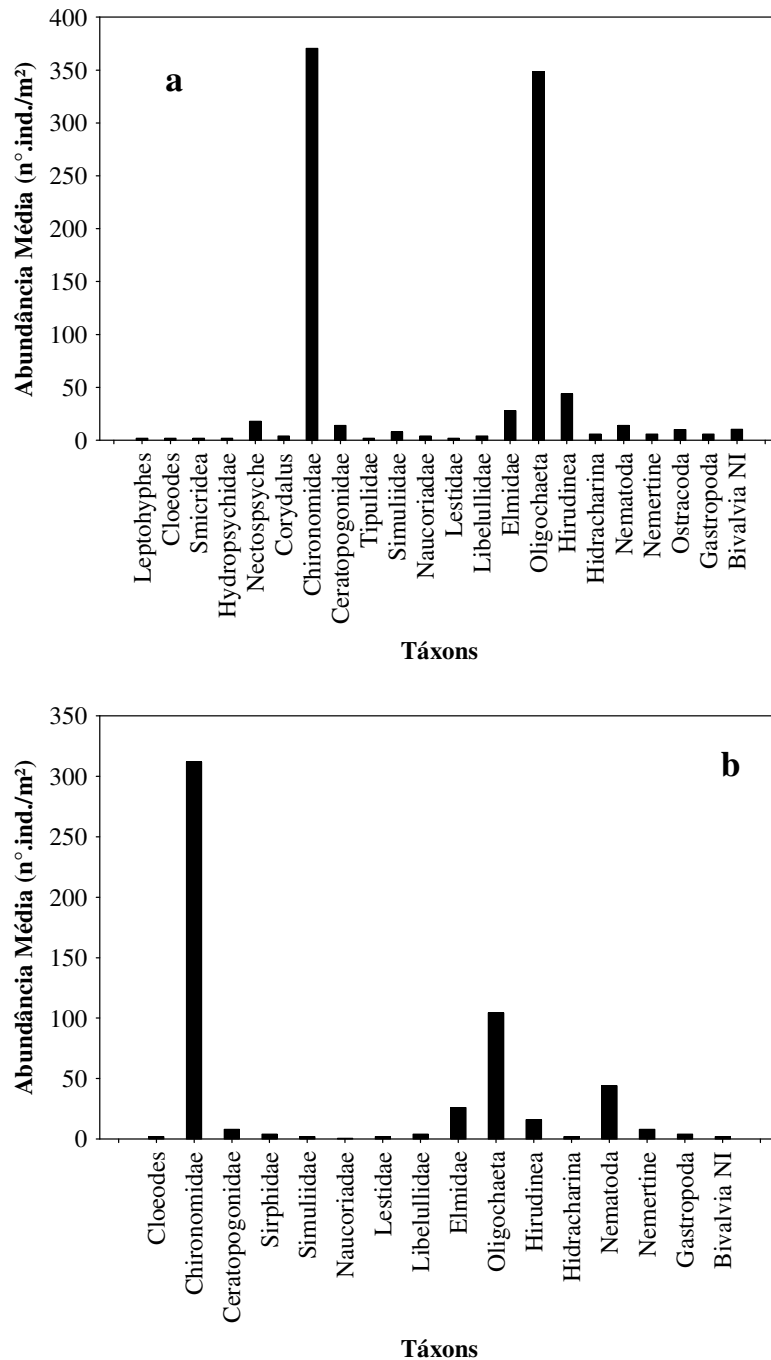 400
350
300
250
200
150
100
50
0
Abundância Média (n°.ind./m²)
a
Leptohyphes
Cloeodes
Smicridea
Hydropsychidae
Nectospsyche
Corydalus
Chironomidae
Ceratopogonidae
Tipulidae
Simuliidae
Naucoriadae
Lestidae
Libelullidae
Elmidae
Oligochaeta
Hirudinea
Hidracharina
Nematoda
Nemertine
Ostracoda
Gastropoda
Bivalvia NI
Táxons
350
300
250
200
150
100
50
0
Abundância Média (n°.ind./m²)
b
Cloeodes
Chironomidae
Ceratopogonidae
Sirphidae
Simuliidae
Naucoriadae
Lestidae
Libelullidae
Elmidae
Oligochaeta
Hirudinea
Hidracharina
Nematoda
Nemertine
Gastropoda
Bivalvia NI
Táxons